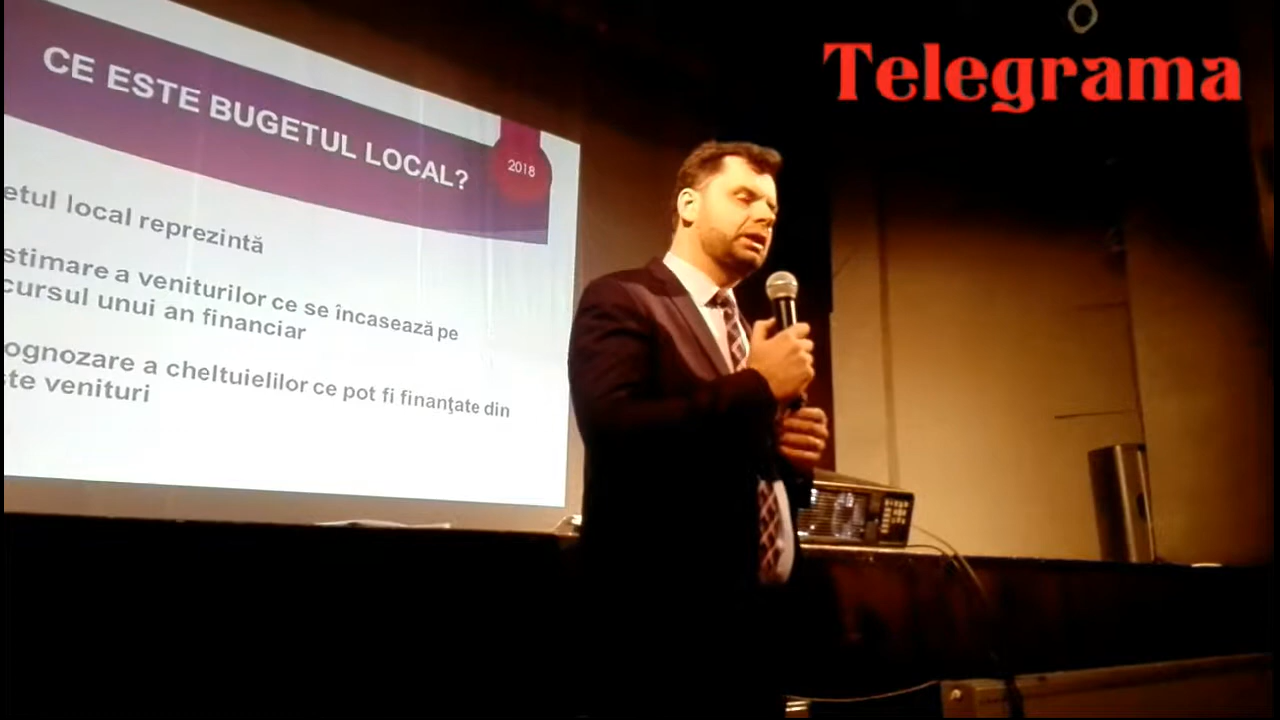 Telegrama
CE ESTE BUGETUL LOCAL?
2018
etul local reprezintă
stimare a veniturilor ce se încasează pe
cursul unui an financiar
ognozare a cheltuielilor ce pot fi finanţate din
ste venituri